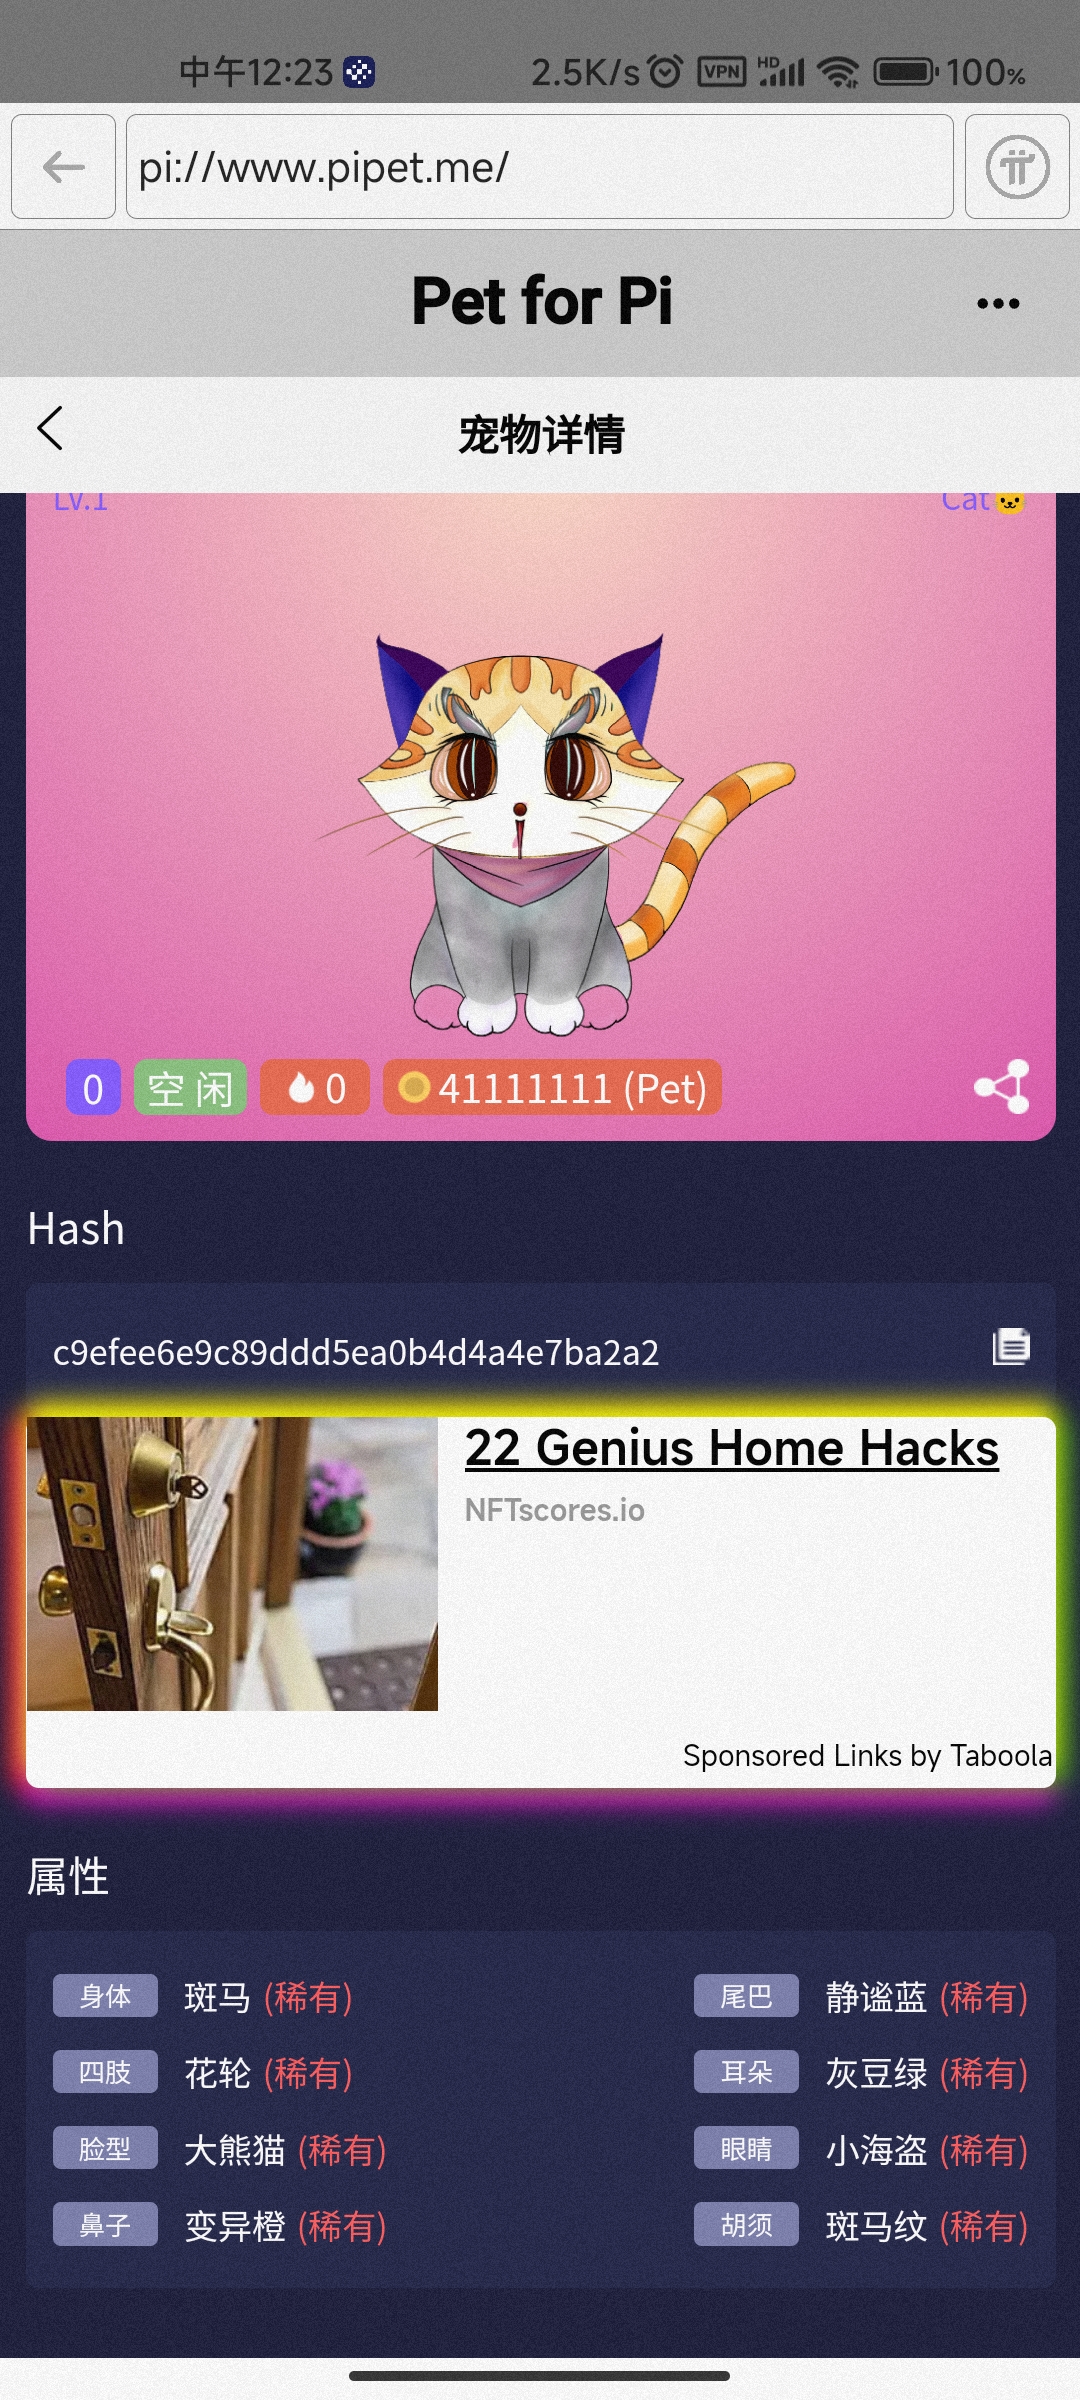 中午12:23 2.5K/s VPN HD 100%
pi://www.pipet.me/
Pet for Pi
宠物详情
Lv.1 Cat
0 空闲 0 41111111 (Pet)
Hash
c9efee6e9c89ddd5ea0b4d4a4e7ba2a2
22 Genius Home Hacks
NFTscores.io
Sponsored Links by Taboola
属性
身体 斑马 (稀有) 尾巴 静谧蓝 (稀有)
四肢 花轮 (稀有) 耳朵 灰豆绿 (稀有)
脸型 大熊猫 (稀有) 眼睛 小海盗 (稀有)
鼻子 变异橙 (稀有) 胡须 斑马纹 (稀有)